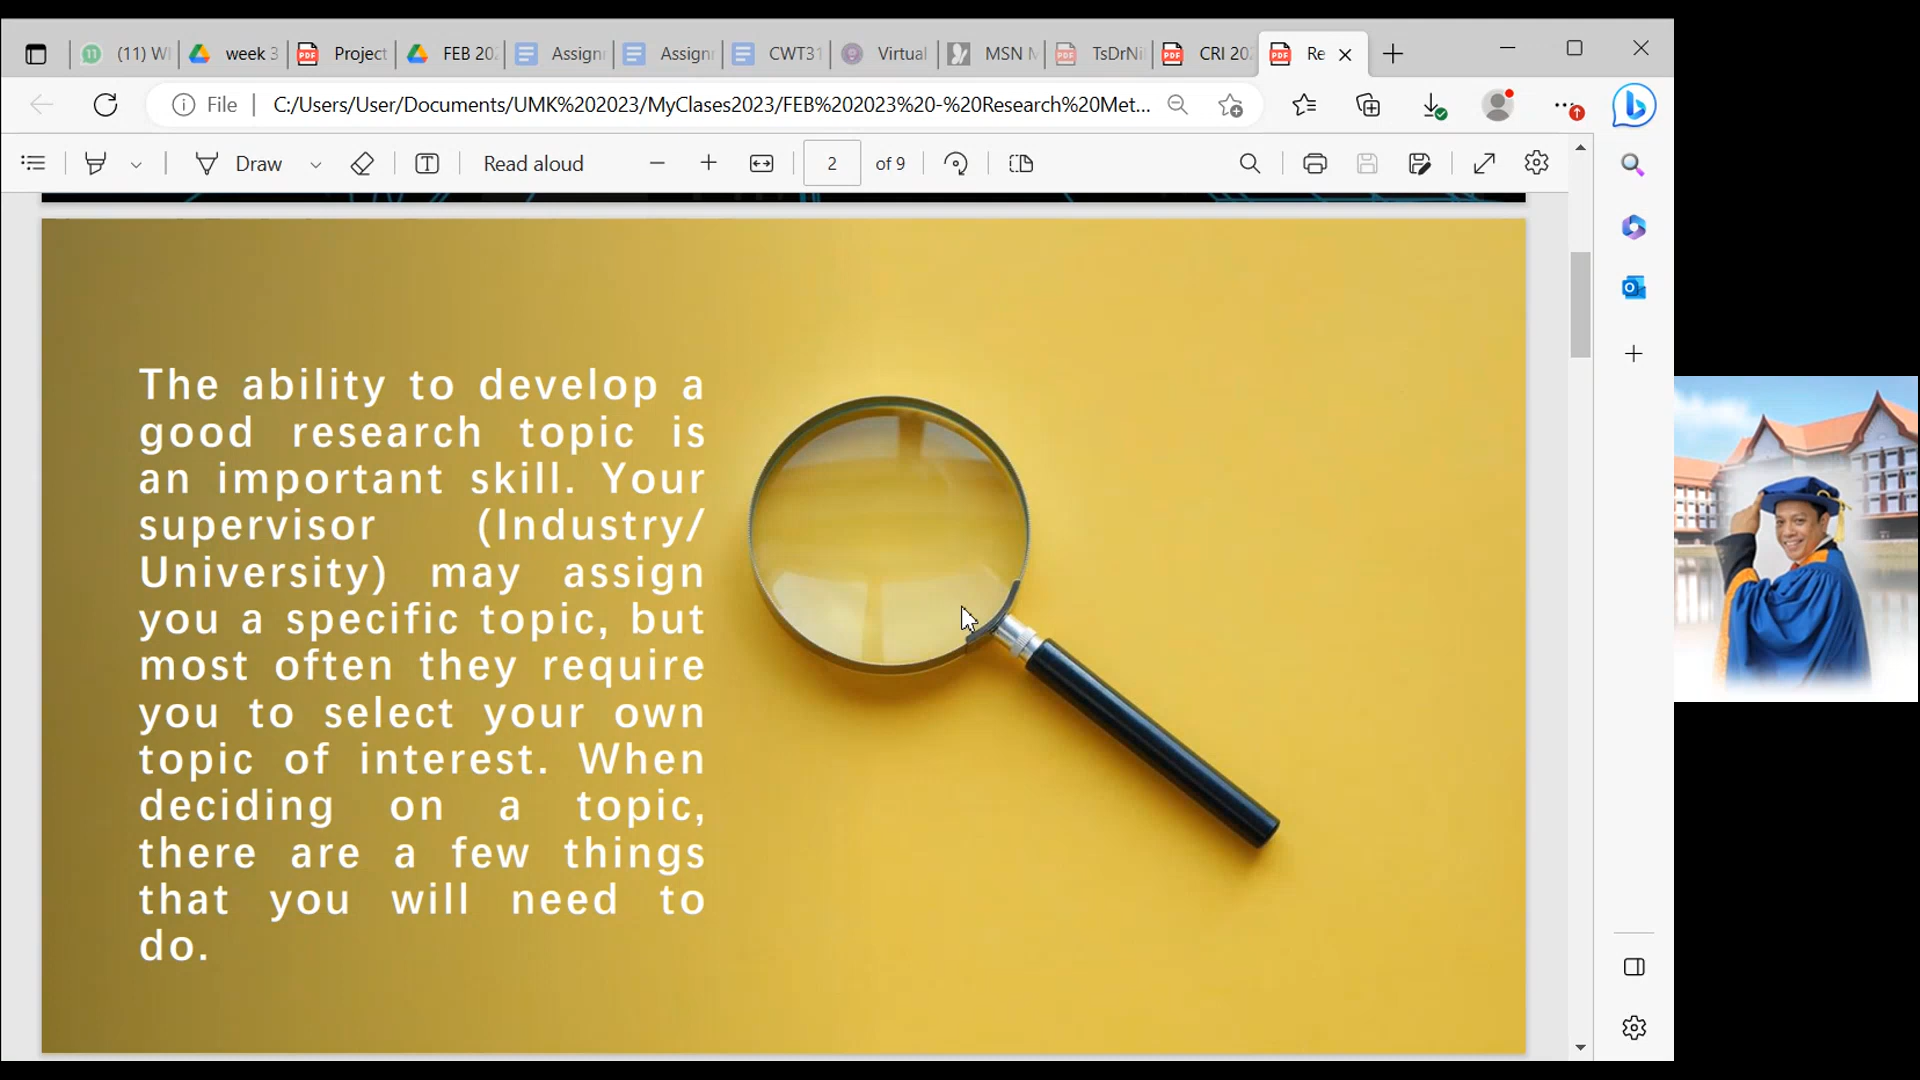 (11) W
week 3
Project
FEB 202
Assign
Assign
CWT31
Virtual
MSN M
TsDrNi
CRI 202
Re
File
C:/Users/User/Documents/UMK%202023/MyClases2023/FEB%202023%20-%20Research%20Met...
Draw
Read aloud
2
of 9
The ability to develop a
good research topic is
an important skill. Your
supervisor (Industry/
University) may assign
you a specific topic, but
most often they require
you to select your own
topic of interest. When
deciding on a topic,
there are a few things
that you will need to
do.